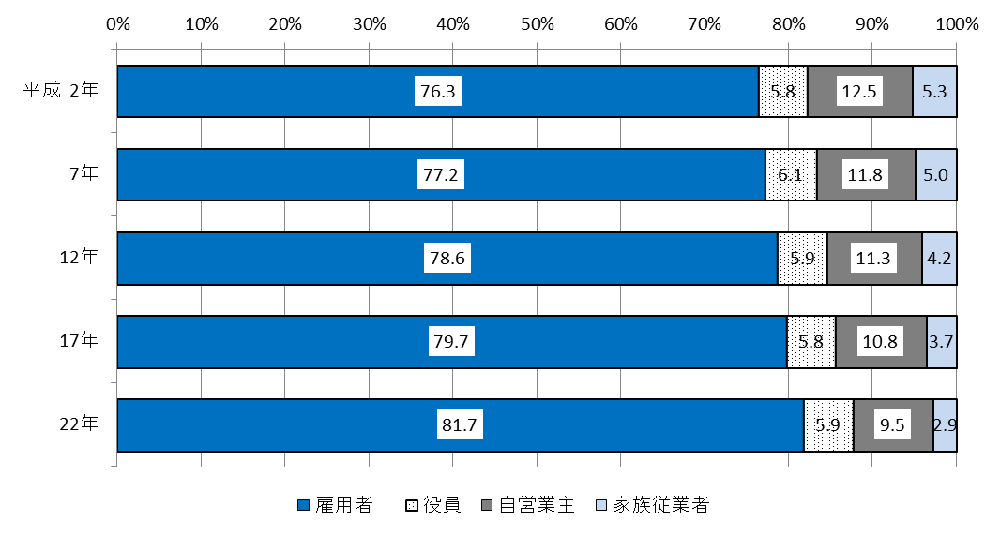 0% 10% 20% 30% 40% 50% 60% 70% 80% 90% 100%
平成 2年 76.3 5.8 12.5 5.3
7年 77.2 6.1 11.8 5.0
12年 78.6 5.9 11.3 4.2
17年 79.7 5.8 10.8 3.7
22年 81.7 5.9 9.5 2.9
雇用者 役員 自営業主 家族従業者